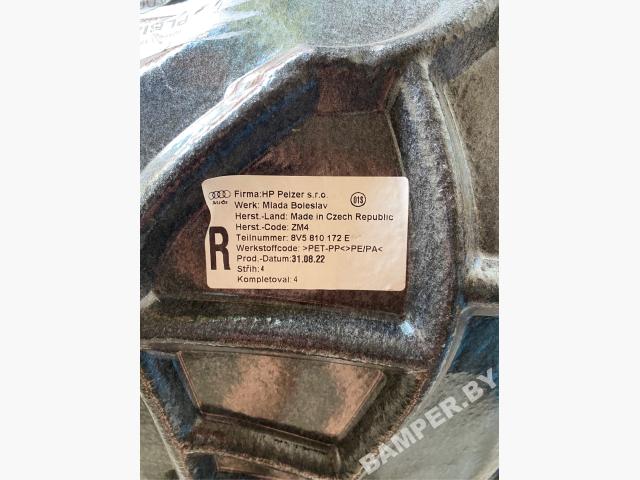 Audi
Firma:HP Pelzer s.r.o.
Werk: Mlada Boleslav
01S
Herst.-Land: Made in Czech Republic
Herst.-Code: ZM4
Teilnummer: 8V5 810 172 E
R
Werkstoffcode: >PET-PP<>PE/PA<
Prod.-Datum:31.08.22
Střih: 4
Kompletoval: 4
BAMPER.BY